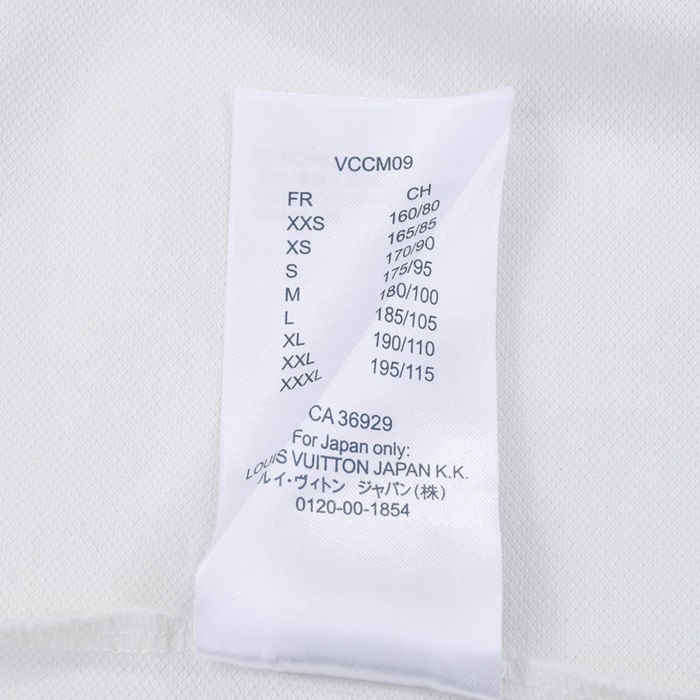 VCCM09
FR CH
XXS 160/80
XS 165/85
S 170/90
M 175/95
L 180/100
XL 185/105
XXL 190/110
XXXL 195/115
CA 36929
For Japan only:
LOUIS VUITTON JAPAN K.K.
ルイ・ヴィトン ジャパン(株)
0120-00-1854